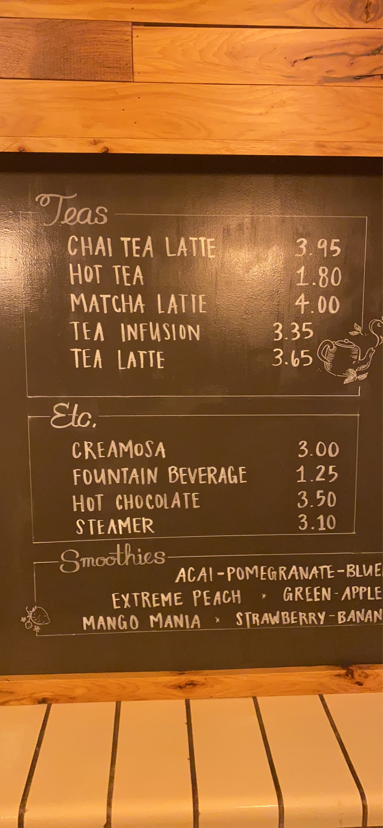 Teas
CHAI TEA LATTE 3.95
HOT TEA 1.80
MATCHA LATTE 4.00
TEA INFUSION 3.35
TEA LATTE 3.65
Etc.
CREAMOSA 3.00
FOUNTAIN BEVERAGE 1.25
HOT CHOCOLATE 3.50
STEAMER 3.10
Smoothies
ACAI-POMEGRANATE-BLUE
EXTREME PEACH * GREEN-APPLE
MANGO MANIA * STRAWBERRY-BANAN